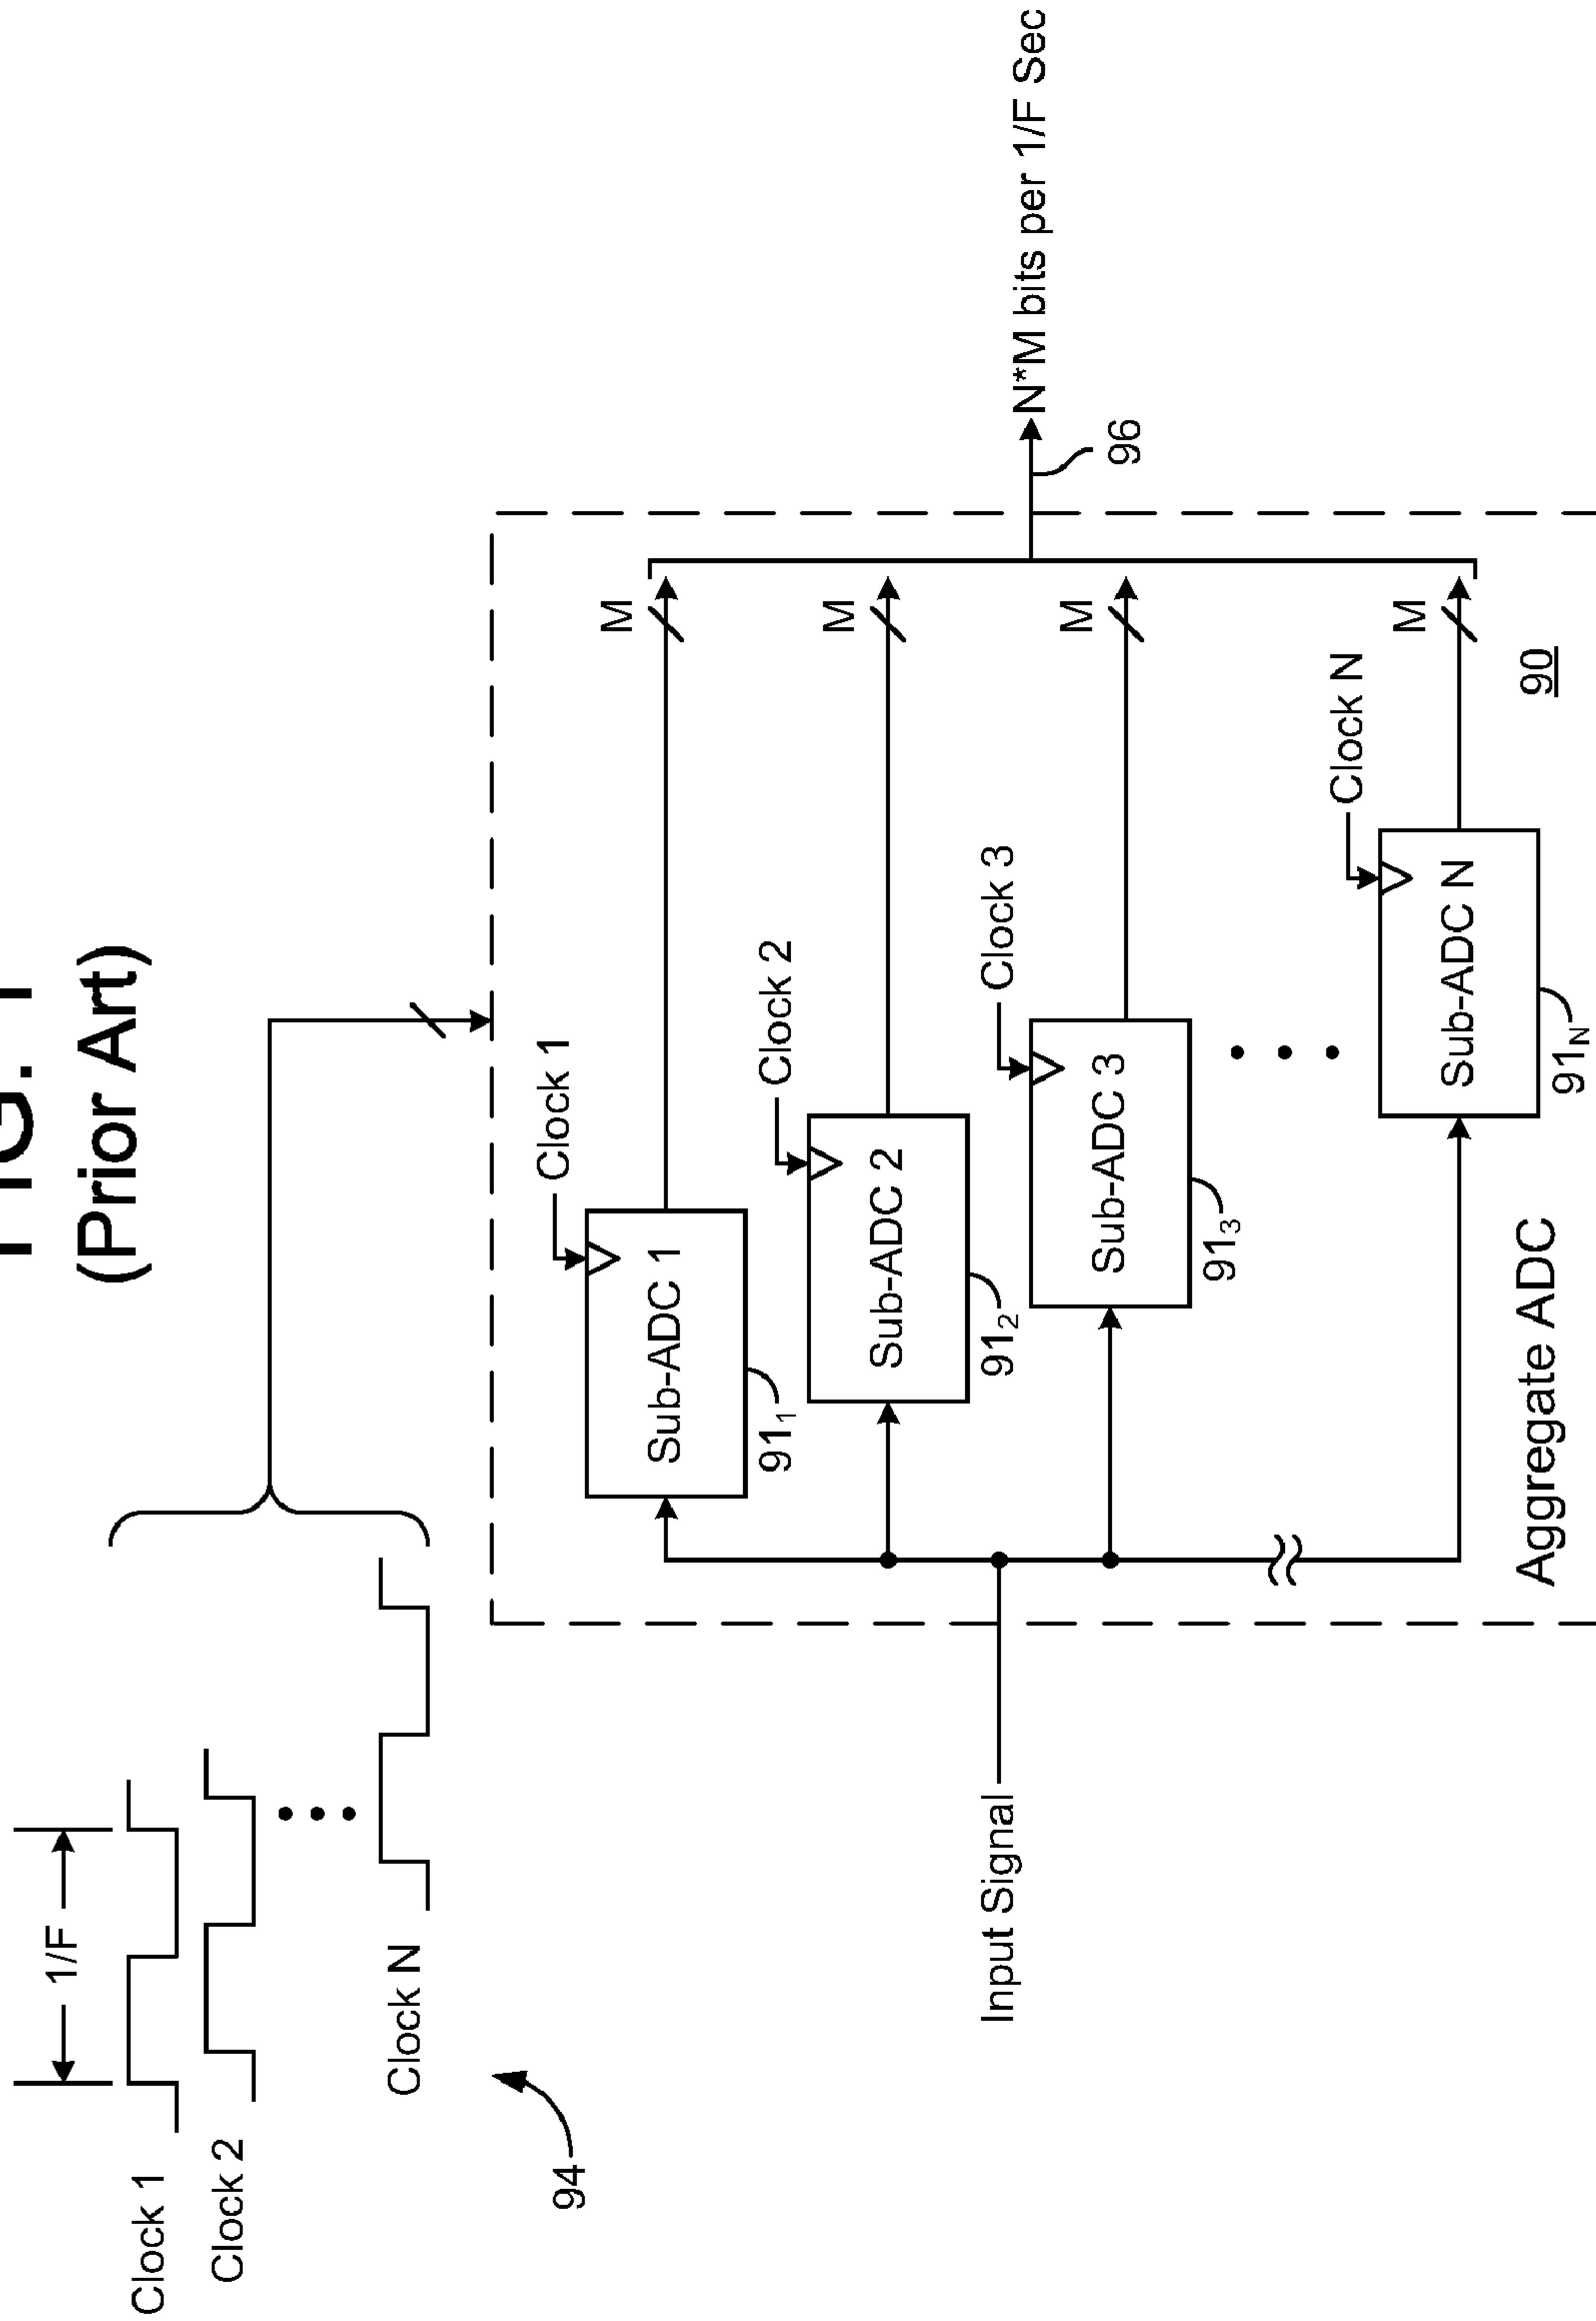 FIG. 1
(Prior Art)
1/F
Clock 1
Clock 2
Clock N
94
Input Signal
Clock 1
Sub-ADC 1
91₁
M
Clock 2
Sub-ADC 2
91₂
M
Clock 3
Sub-ADC 3
91₃
M
Clock N
Sub-ADC N
91N
M
N*M bits per 1/F Sec
96
Aggregate ADC
90